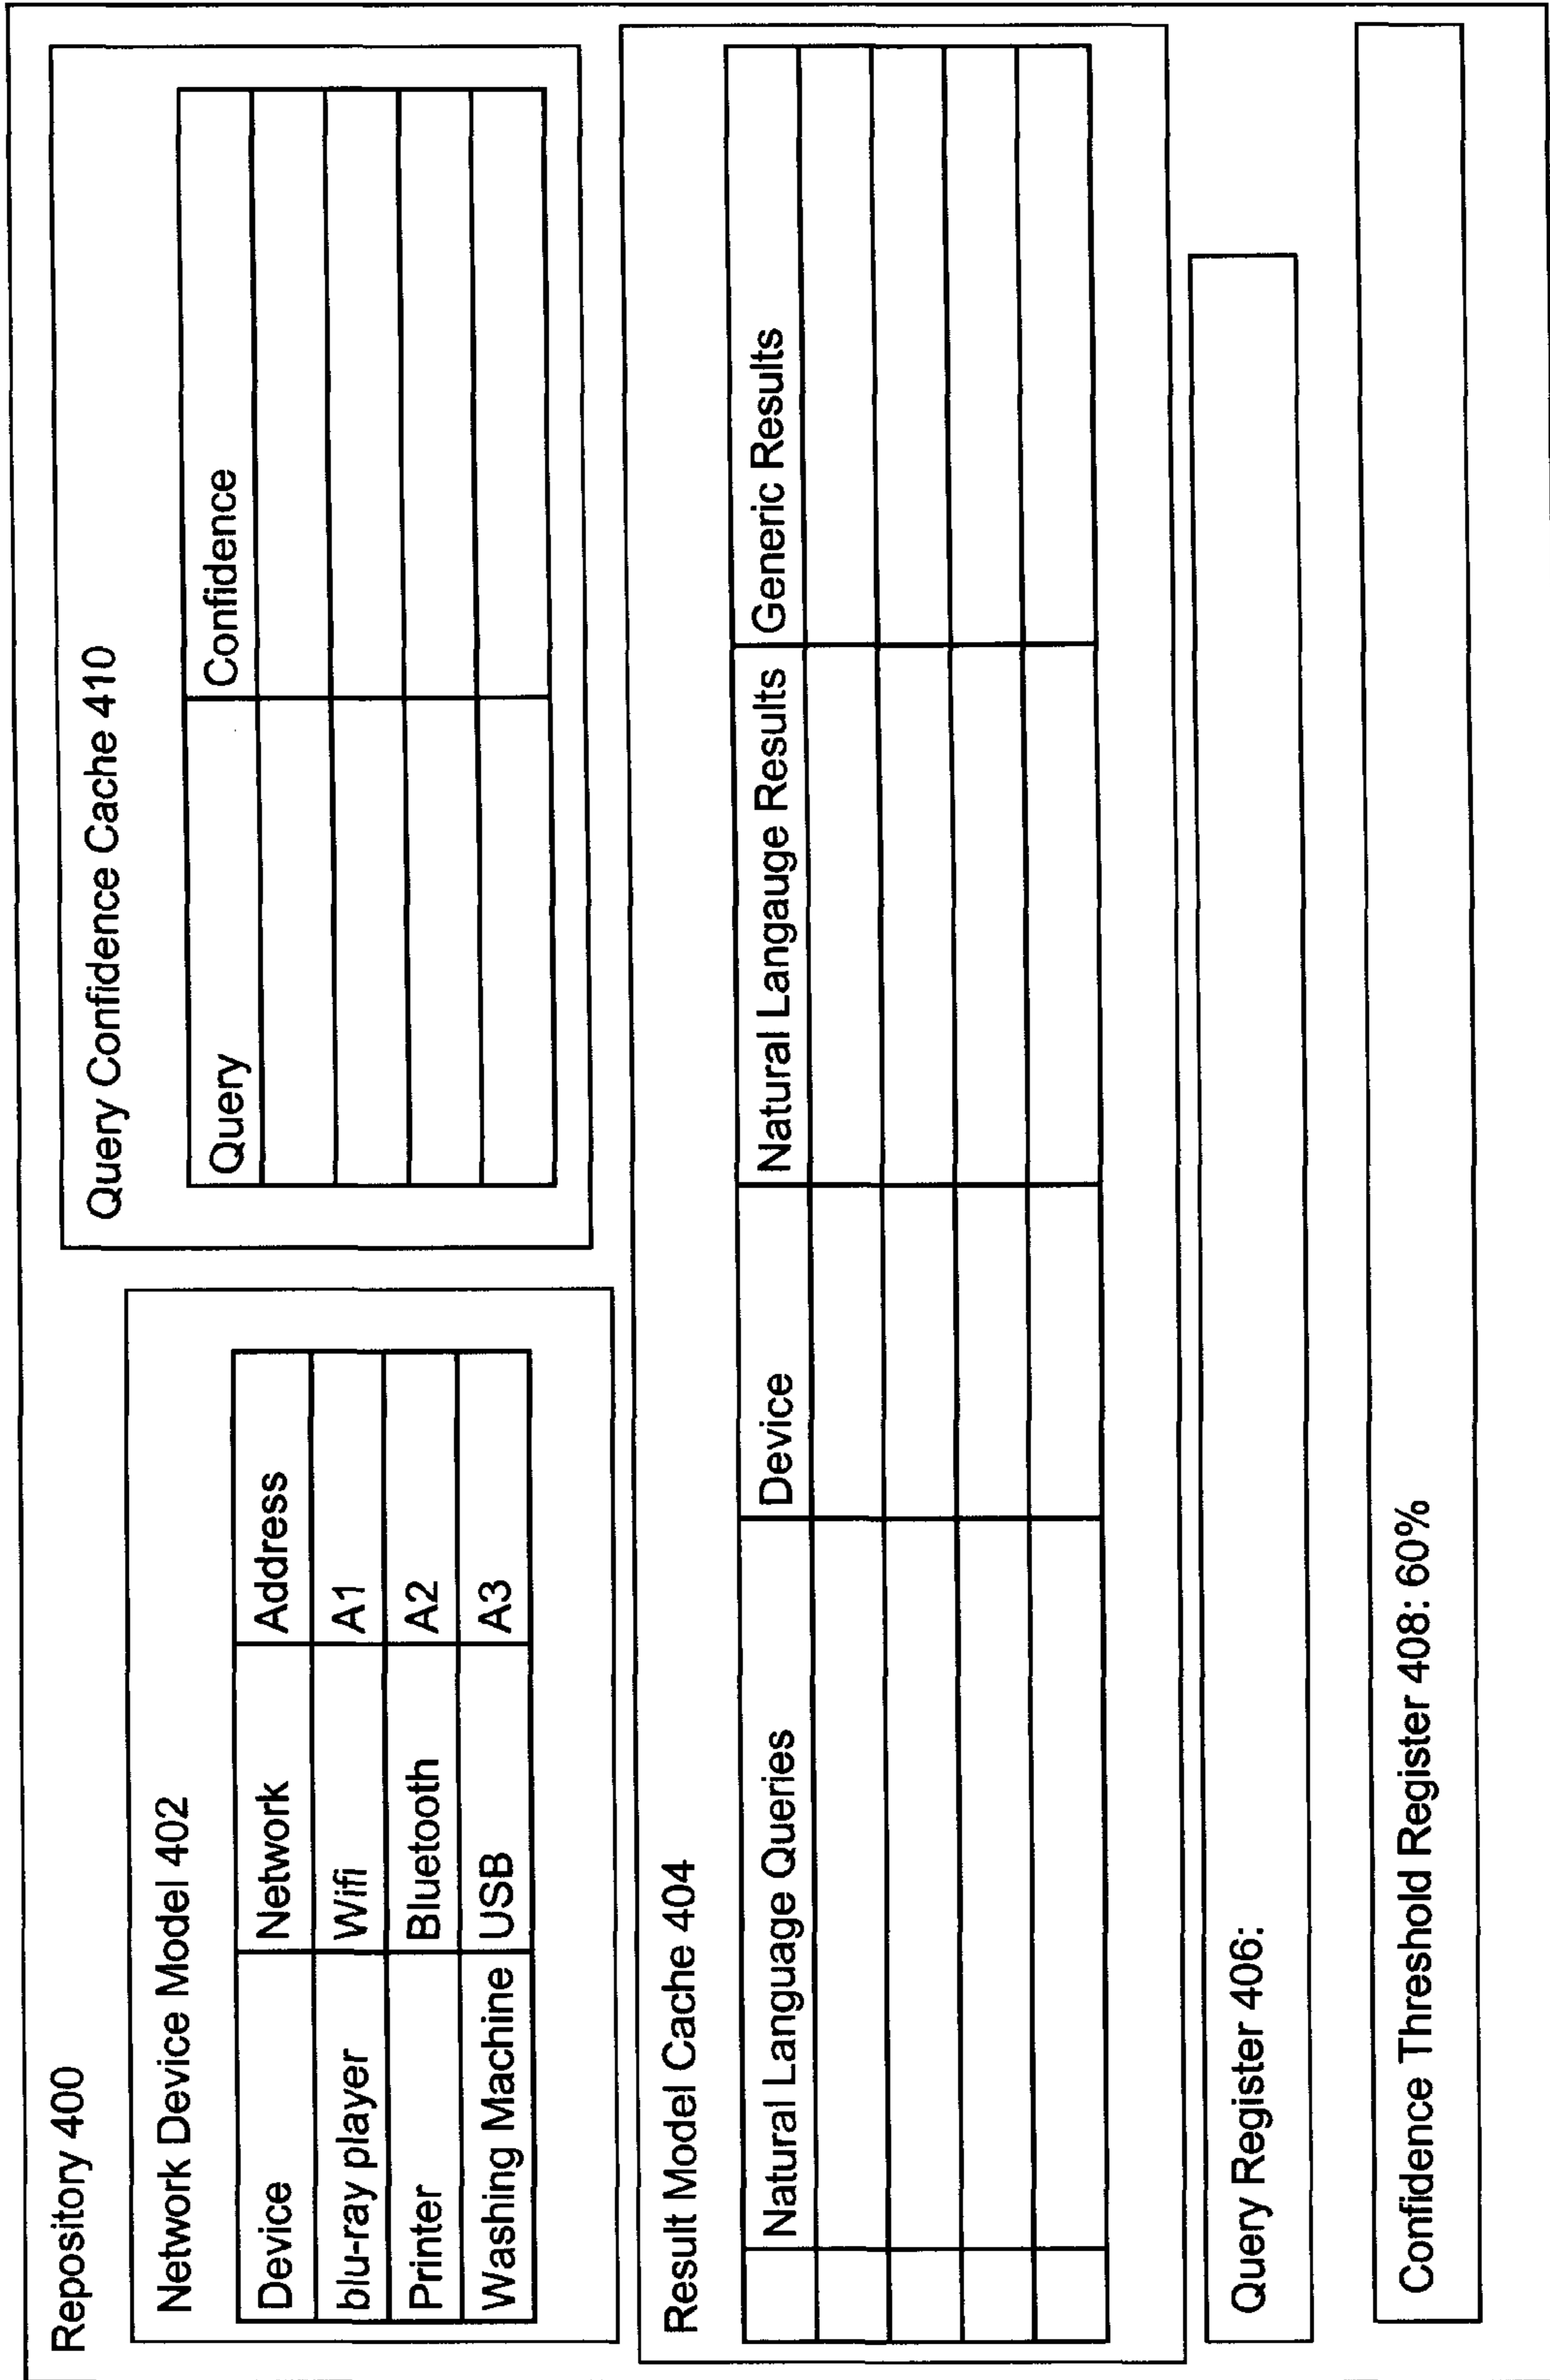 Repository 400
Network Device Model 402
Device Network Address
blu-ray player Wifi A1
Printer Bluetooth A2
Washing Machine USB A3
Query Confidence Cache 410
Query Confidence
Result Model Cache 404
Natural Language Queries Device Natural Langauge Results Generic Results
Query Register 406:
Confidence Threshold Register 408: 60%